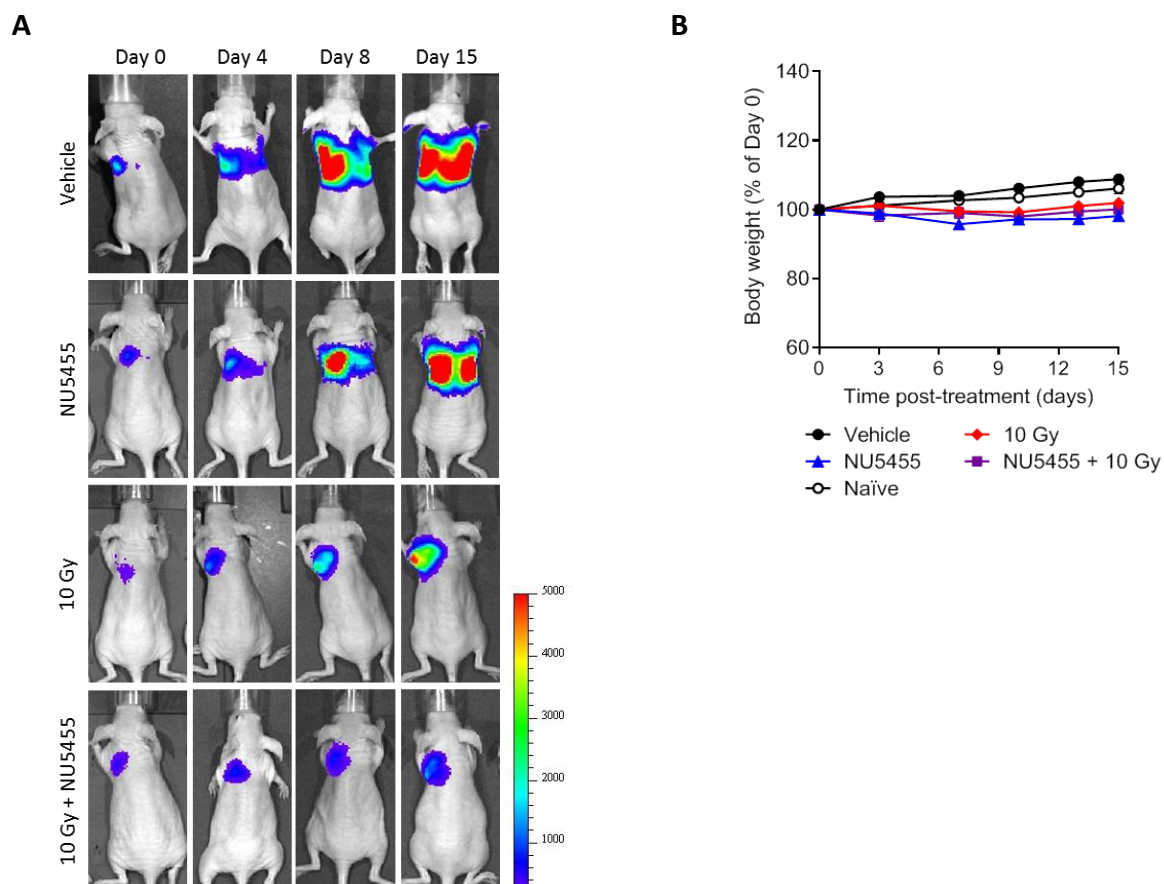 A
Day 0 Day 4 Day 8 Day 15
Vehicle
NU5455
10 Gy
10 Gy + NU5455
5000
4000
3000
2000
1000
B
Body weight (% of Day 0)
140
120
100
80
60
0 3 6 9 12 15
Time post-treatment (days)
Vehicle 10 Gy
NU5455 NU5455 + 10 Gy
Naïve